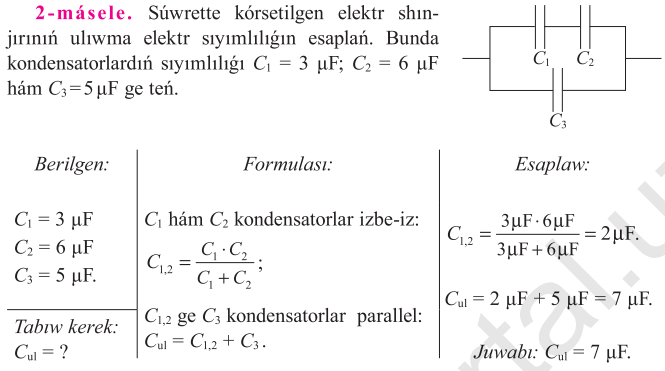 2-másele. Súwrette kórsetilgen elektr shın-
jırınıń ulıwma elektr sıyımlılıǵın esaplań. Bunda
kondensatorlardıń sıyımlılıǵı C₁ = 3 µF; C₂ = 6 µF
hám C₃=5 µF ge teń.
C₁ C₂
C₃
Berilgen:
C₁ = 3 µF
C₂ = 6 µF
C₃ = 5 µF.
Tabıw kerek:
Cul = ?
Formulası:
C₁ hám C₂ kondensatorlar izbe-iz:
C1,2 = (C₁ · C₂)/(C₁ + C₂);
C1,2 ge C₃ kondensatorlar parallel:
Cul = C1,2 + C₃.
Esaplaw:
C1,2 = (3µF · 6µF)/(3µF + 6µF) = 2µF.
Cul = 2 µF + 5 µF = 7 µF.
Juwabı: Cul = 7 µF.